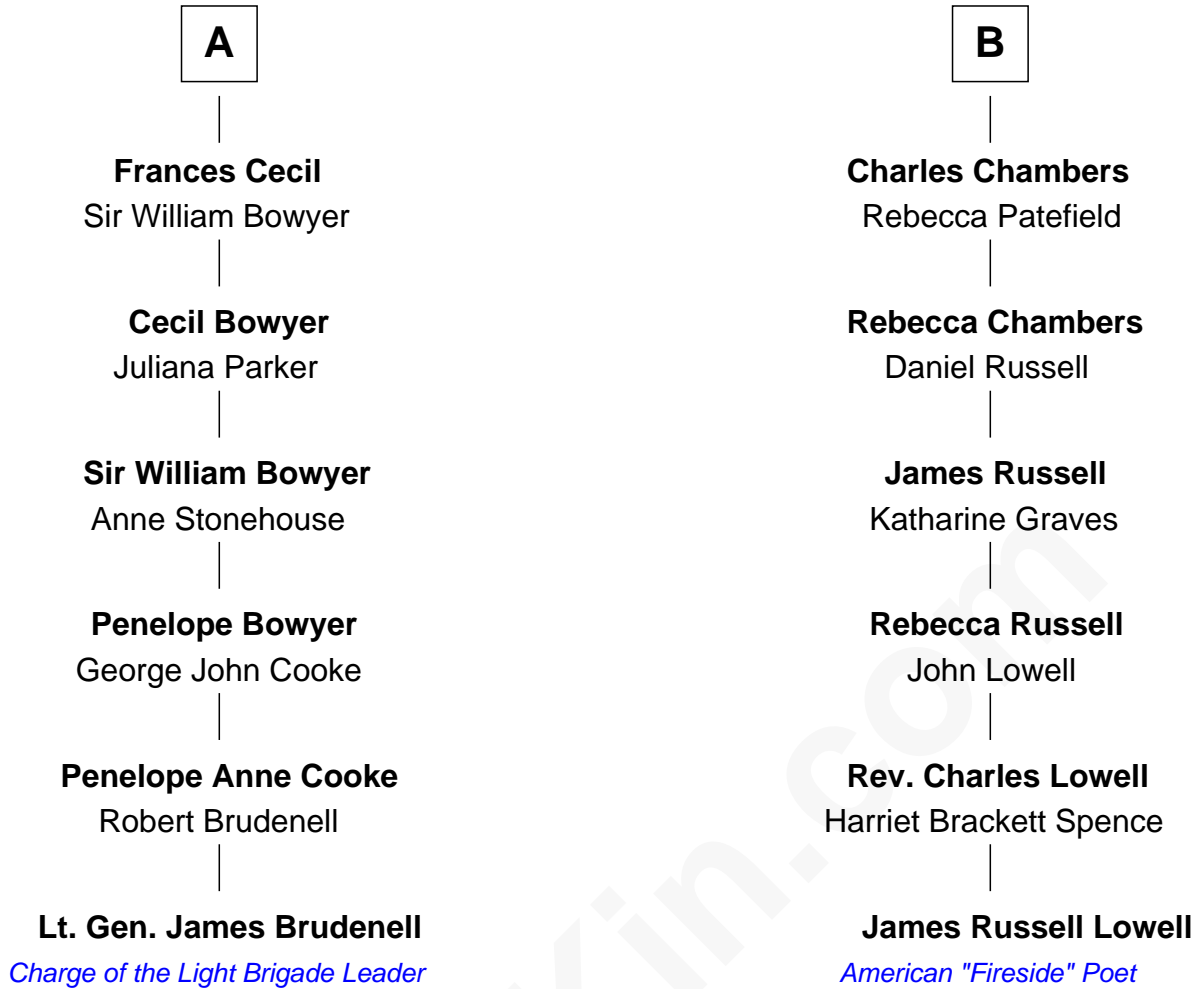 A
Frances Cecil
Sir William Bowyer
Cecil Bowyer
Juliana Parker
Sir William Bowyer
Anne Stonehouse
Penelope Bowyer
George John Cooke
Penelope Anne Cooke
Robert Brudenell
Lt. Gen. James Brudenell
Charge of the Light Brigade Leader
B
Charles Chambers
Rebecca Patefield
Rebecca Chambers
Daniel Russell
James Russell
Katharine Graves
Rebecca Russell
John Lowell
Rev. Charles Lowell
Harriet Brackett Spence
James Russell Lowell
American "Fireside" Poet
Kin.com